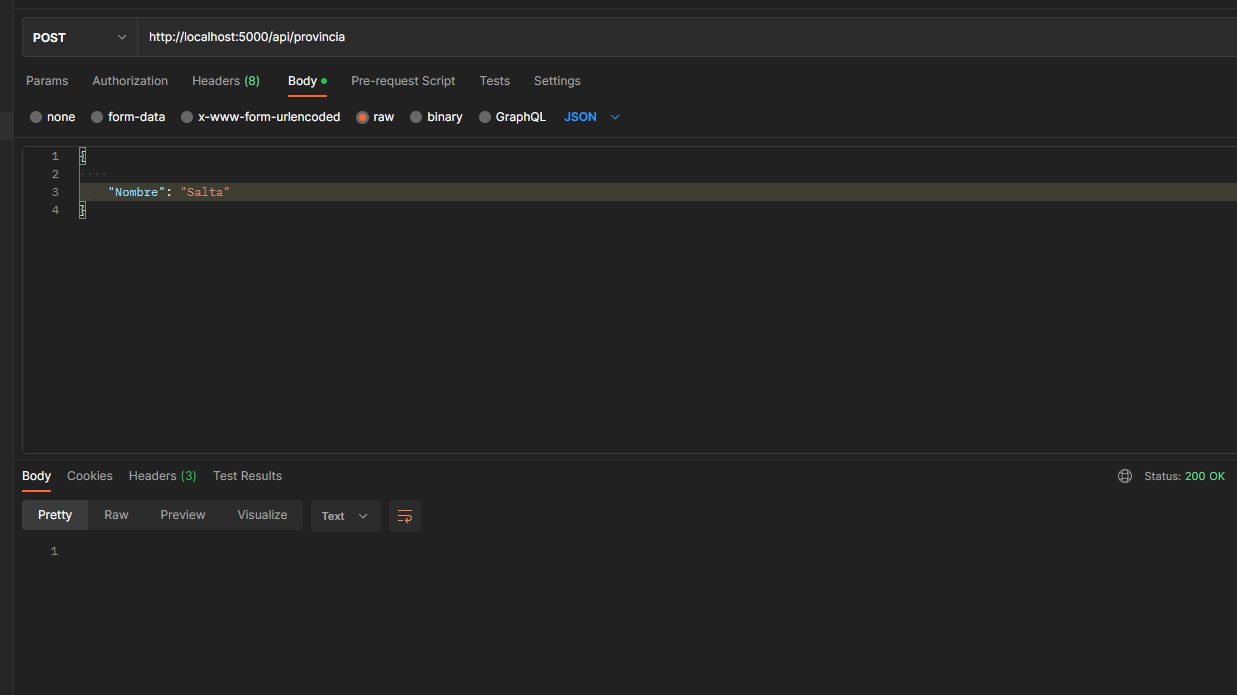 POST http://localhost:5000/api/provincia
Params Authorization Headers (8) Body Pre-request Script Tests Settings
none form-data x-www-form-urlencoded raw binary GraphQL JSON
1 {
2 ····
3 ····"Nombre": "Salta"
4 }
Body Cookies Headers (3) Test Results Status: 200 OK
Pretty Raw Preview Visualize Text
1